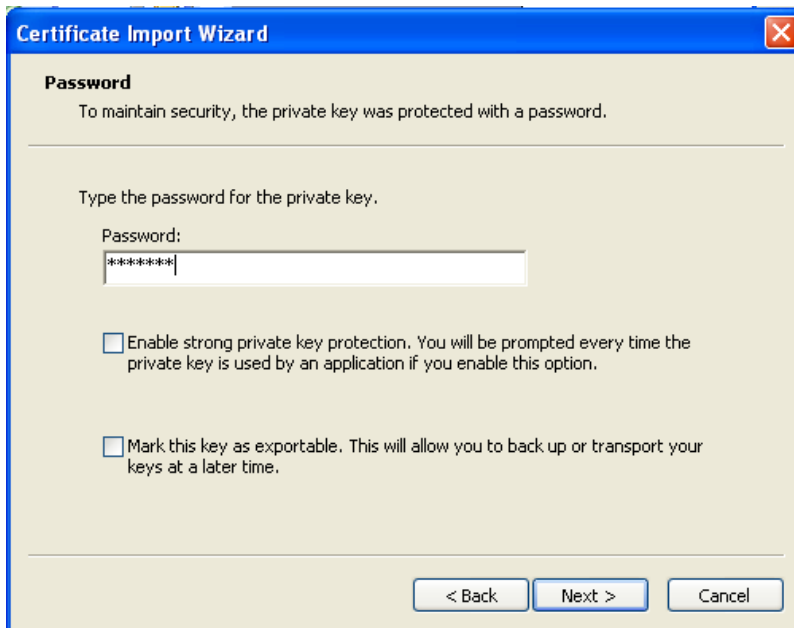 Certificate Import Wizard
Password
To maintain security, the private key was protected with a password.
Type the password for the private key.
Password:
*******
Enable strong private key protection. You will be prompted every time the
private key is used by an application if you enable this option.
Mark this key as exportable. This will allow you to back up or transport your
keys at a later time.
< Back Next > Cancel